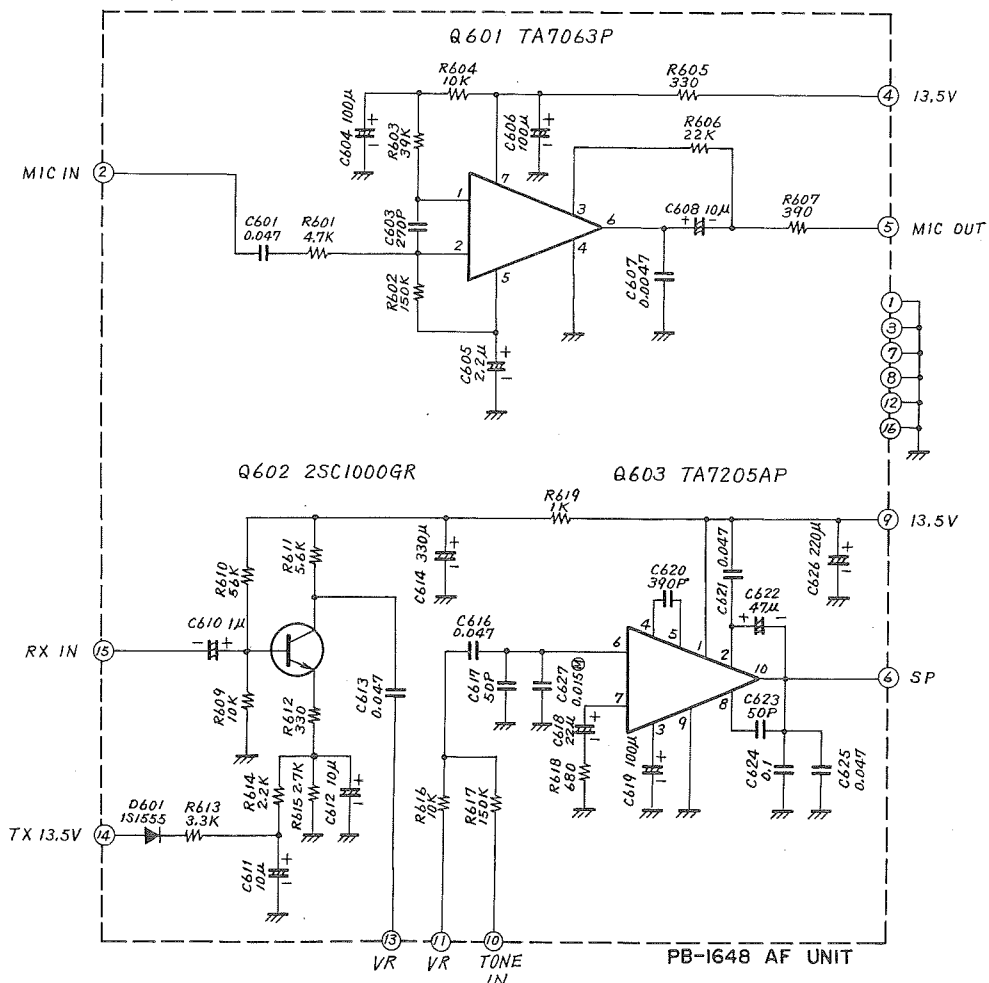 Q601 TA7063P
R604
10K
R605
330
4
13.5V
C604 100μ
+
-
R603
39K
C606
100μ
+
-
R606
22K
MIC IN
2
C601
0.047
R601
4.7K
C603
270P
1
7
2
3
6
4
5
C608 10μ
+
-
R607
390
5
MIC OUT
R602
150K
C607
0.0047
C605
2.2μ
+
-
1
3
7
8
12
16
Q602 2SC1000GR
Q603 TA7205AP
R619
1K
9
13.5V
R610
56K
R611
5.6K
C614 330μ
+
-
C620
390P
C621 0.047
C626 220μ
+
-
C622
47μ
+
-
C610 1μ
-
+
RX IN
15
C616
0.047
4
5
1
2
6
10
7
8
3
9
6
SP
R609
10K
R612
330
C613
0.047
C617
50P
C627
0.015Ⓜ
C618
22μ
+
-
R618
680
C619 100μ
+
-
C623
50P
C624
0.1
C625
0.047
R614
2.2K
R615 2.7K
C612 10μ
+
-
D601
1S1555
R613
3.3K
TX 13.5V
14
C611
10μ
+
-
R616
10K
R617
150K
13
11
10
VR
VR
TONE
IN
PB-1648 AF UNIT